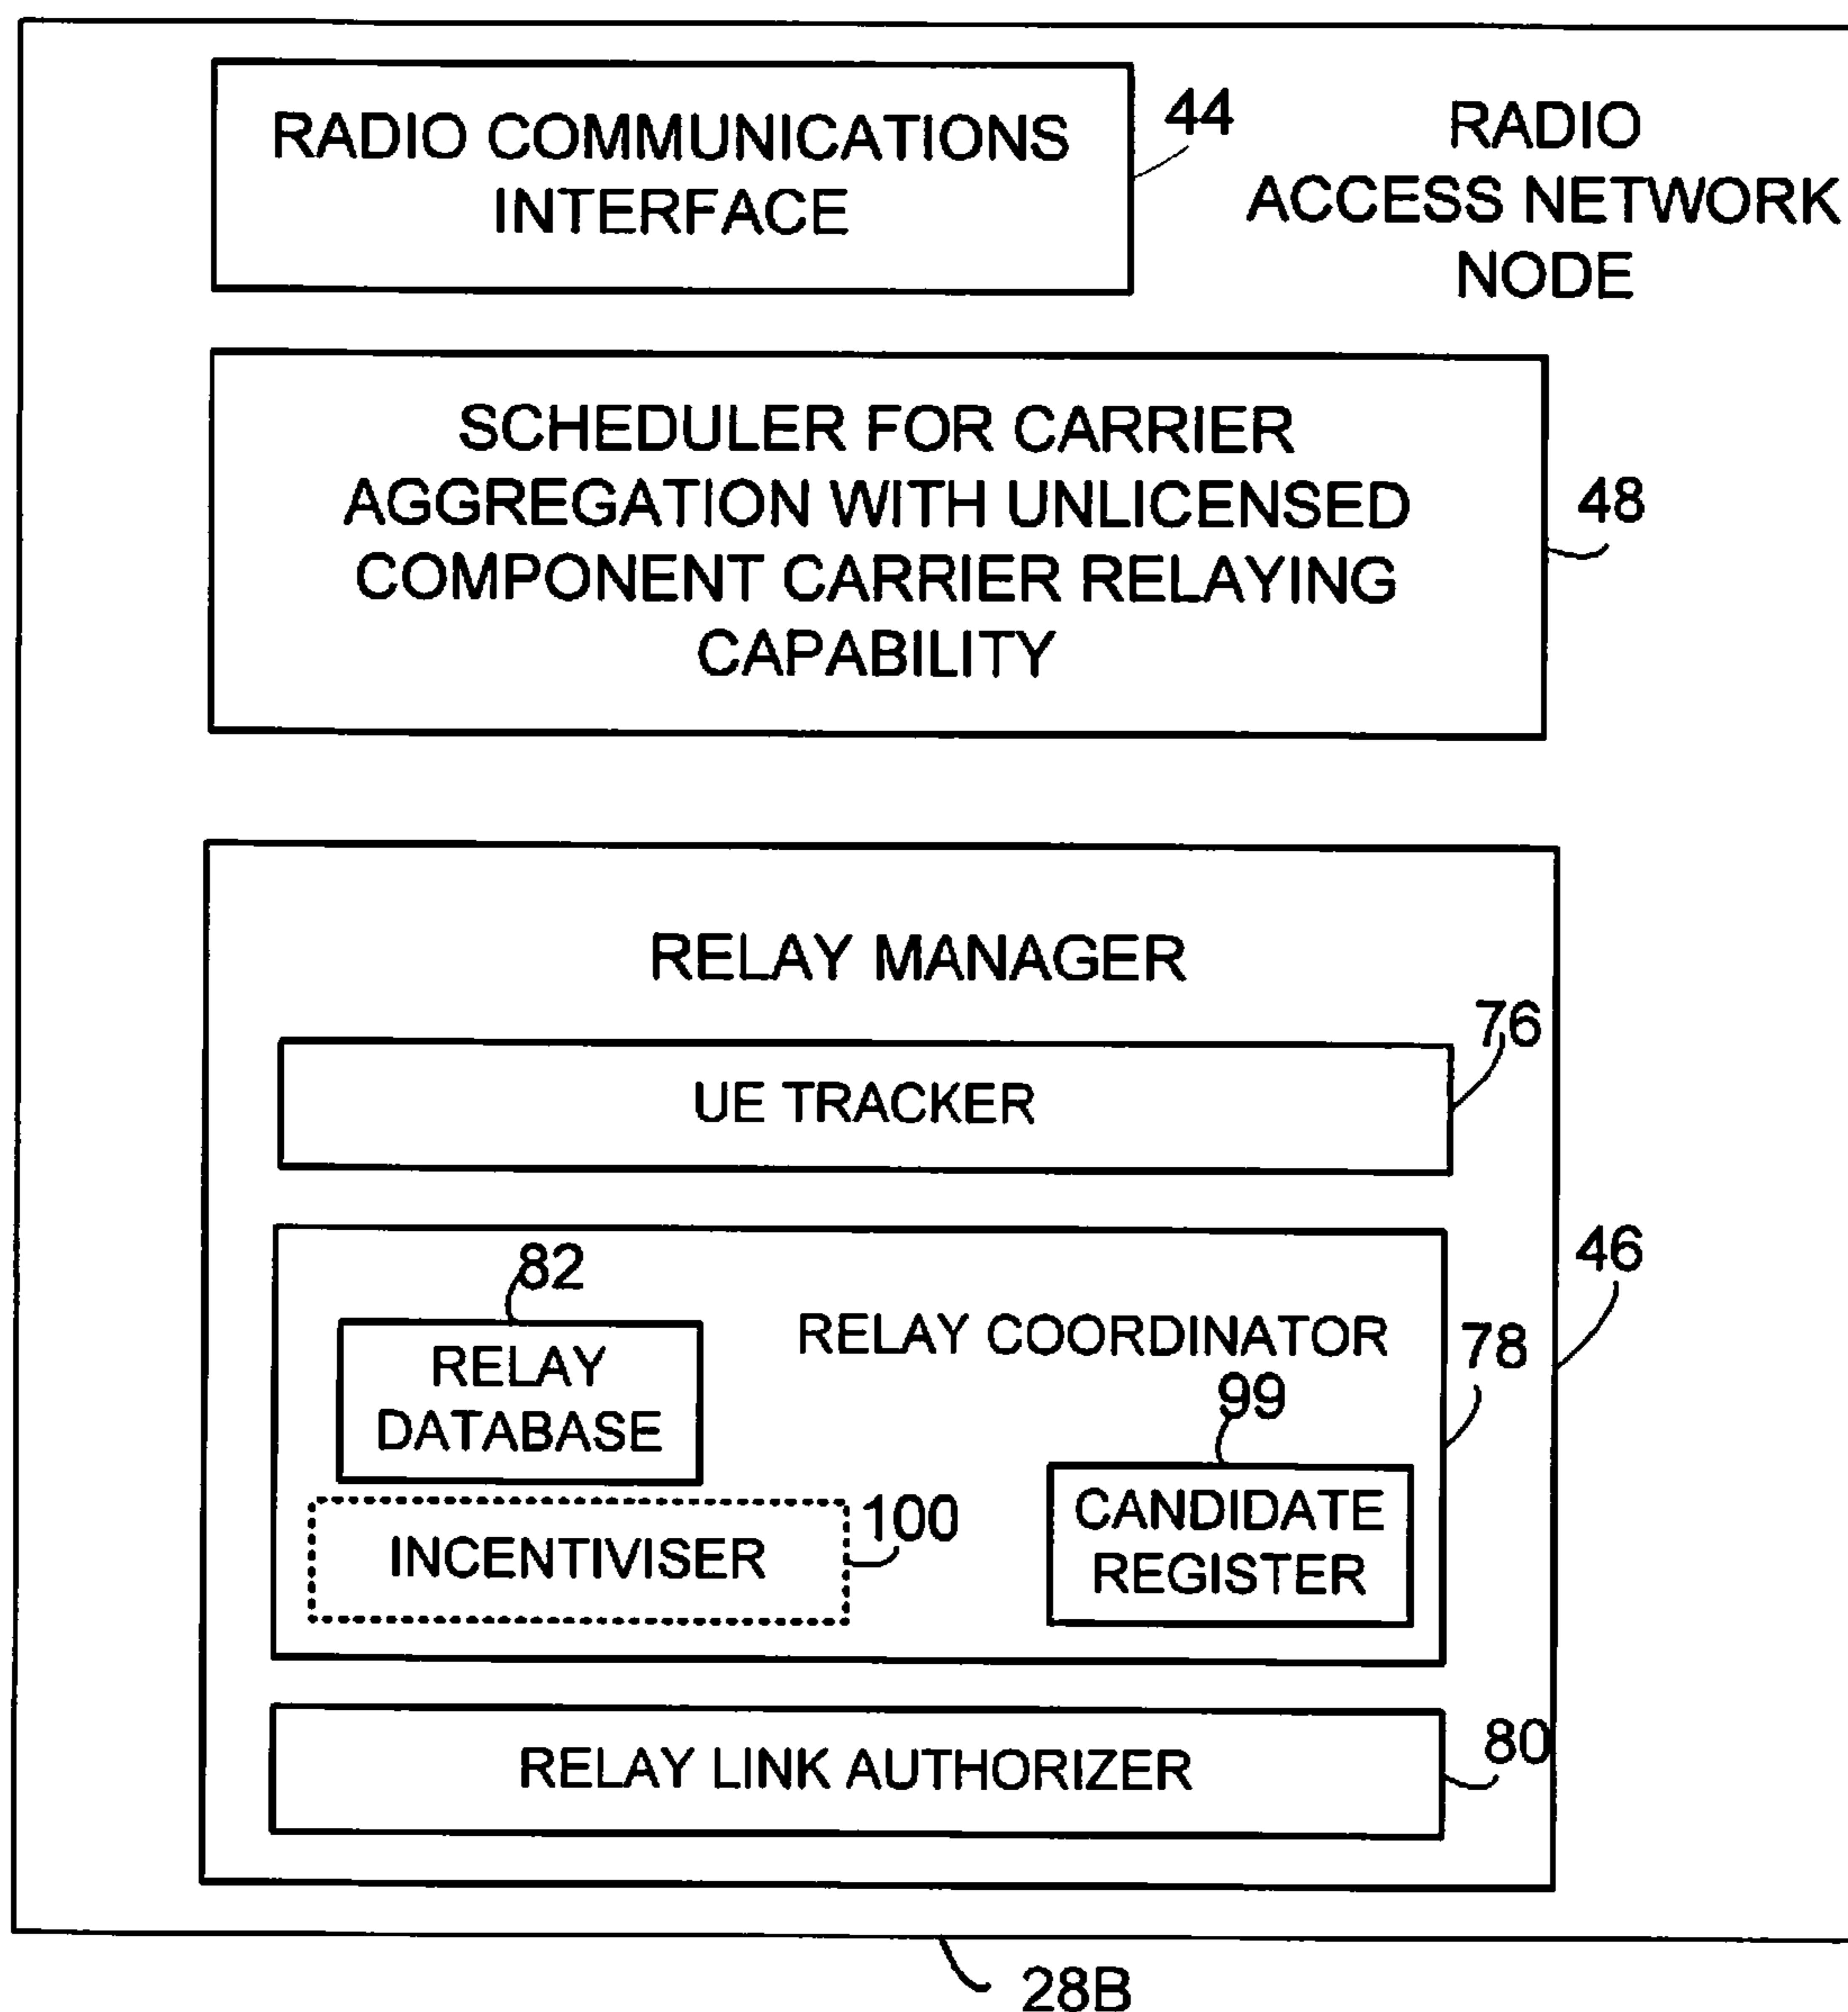 RADIO COMMUNICATIONS
INTERFACE
44
RADIO
ACCESS NETWORK
NODE
SCHEDULER FOR CARRIER
AGGREGATION WITH UNLICENSED
COMPONENT CARRIER RELAYING
CAPABILITY
48
RELAY MANAGER
76
UE TRACKER
46
82
RELAY COORDINATOR
78
RELAY
DATABASE
99
INCENTIVISER
100
CANDIDATE
REGISTER
RELAY LINK AUTHORIZER
80
28B